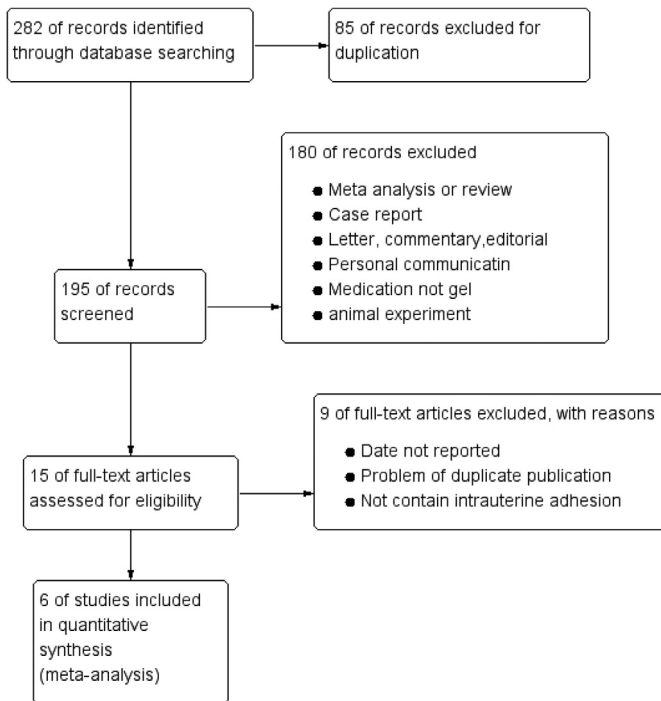 282 of records identified
through database searching
85 of records excluded for
duplication
180 of records excluded
● Meta analysis or review
● Case report
● Letter, commentary,editorial
● Personal communicatin
● Medication not gel
● animal experiment
195 of records
screened
9 of full-text articles excluded, with reasons
● Date not reported
● Problem of duplicate publication
● Not contain intrauterine adhesion
15 of full-text articles
assessed for eligibility
6 of studies included
in quantitative
synthesis
(meta-analysis)